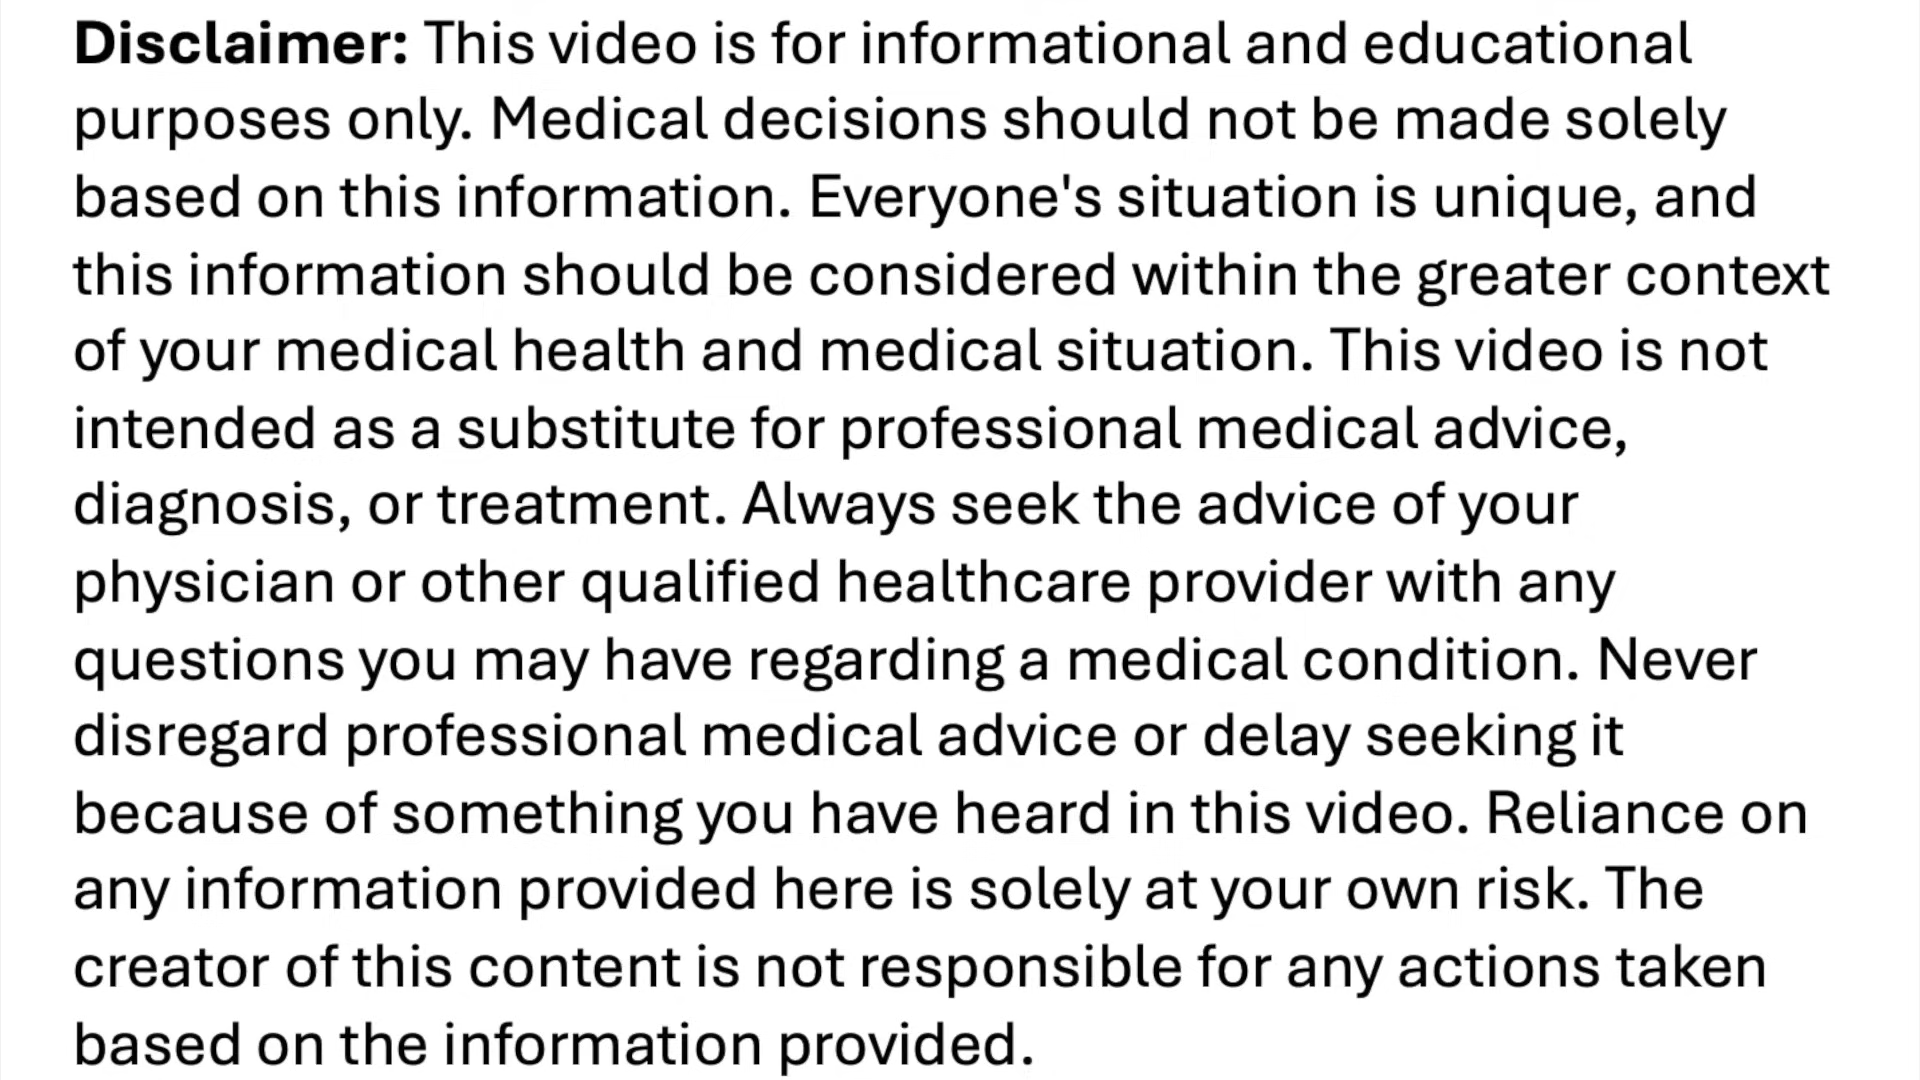 Disclaimer: This video is for informational and educational
purposes only. Medical decisions should not be made solely
based on this information. Everyone's situation is unique, and
this information should be considered within the greater context
of your medical health and medical situation. This video is not
intended as a substitute for professional medical advice,
diagnosis, or treatment. Always seek the advice of your
physician or other qualified healthcare provider with any
questions you may have regarding a medical condition. Never
disregard professional medical advice or delay seeking it
because of something you have heard in this video. Reliance on
any information provided here is solely at your own risk. The
creator of this content is not responsible for any actions taken
based on the information provided.